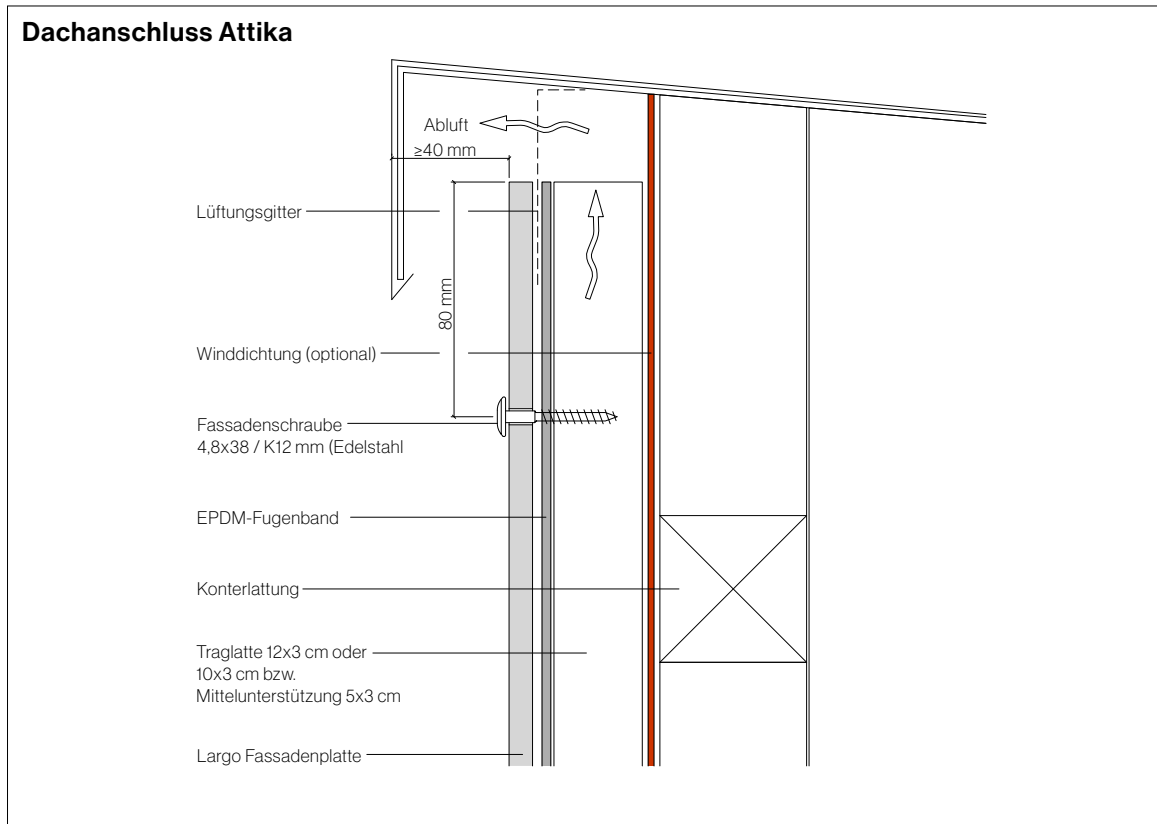 Dachanschluss Attika
Abluft
≥40 mm
Lüftungsgitter
80 mm
Winddichtung (optional)
Fassadenschraube
4,8x38 / K12 mm (Edelstahl
EPDM-Fugenband
Konterlattung
Traglatte 12x3 cm oder
10x3 cm bzw.
Mittelunterstützung 5x3 cm
Largo Fassadenplatte